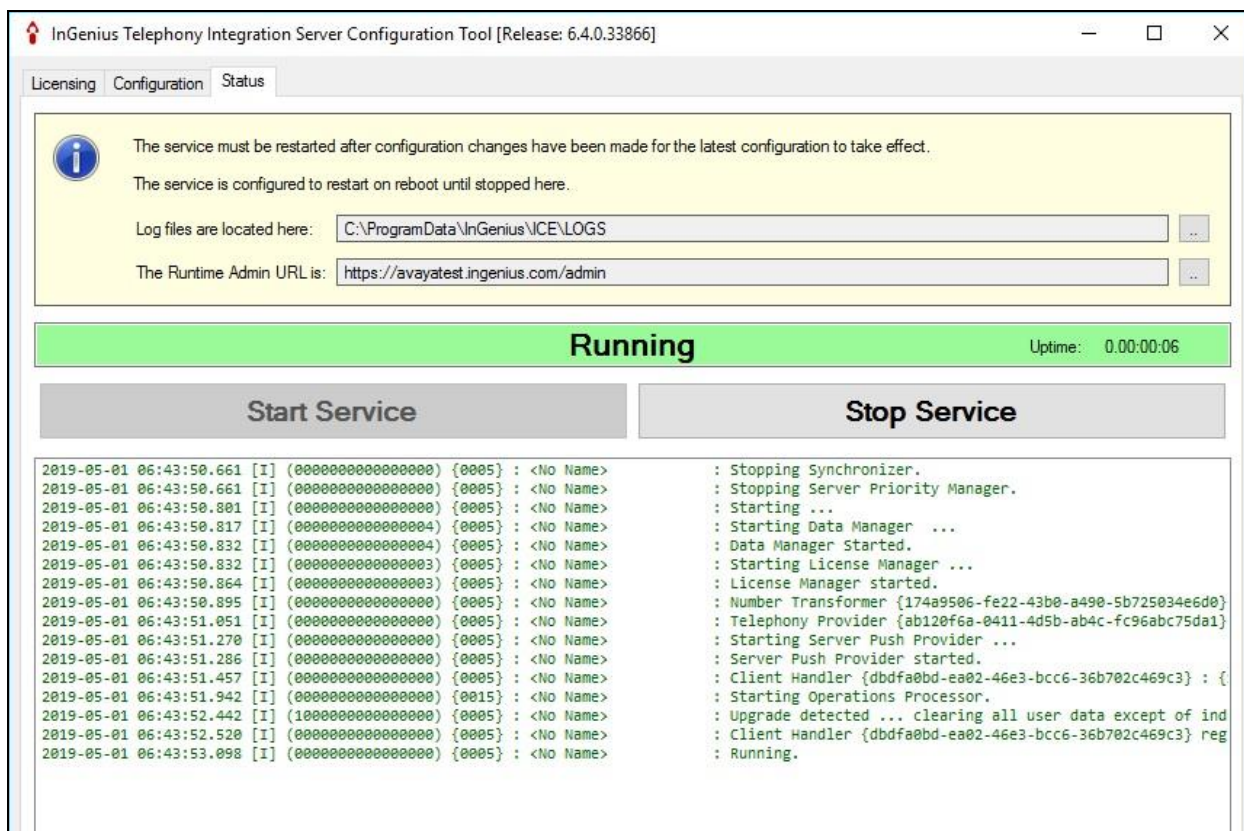 InGenius Telephony Integration Server Configuration Tool [Release: 6.4.0.33866]
Licensing Configuration Status
The service must be restarted after configuration changes have been made for the latest configuration to take effect.
The service is configured to restart on reboot until stopped here.
Log files are located here: C:\ProgramData\InGenius\ICE\LOGS ..
The Runtime Admin URL is: https://avayatest.ingenius.com/admin ..
Running Uptime: 0.00:00:06
Start Service Stop Service
2019-05-01 06:43:50.661 [I] (0000000000000000) {0005} : <No Name> : Stopping Synchronizer.
2019-05-01 06:43:50.661 [I] (0000000000000000) {0005} : <No Name> : Stopping Server Priority Manager.
2019-05-01 06:43:50.801 [I] (0000000000000000) {0005} : <No Name> : Starting ...
2019-05-01 06:43:50.817 [I] (0000000000000004) {0005} : <No Name> : Starting Data Manager ...
2019-05-01 06:43:50.832 [I] (0000000000000004) {0005} : <No Name> : Data Manager Started.
2019-05-01 06:43:50.832 [I] (0000000000000003) {0005} : <No Name> : Starting License Manager ...
2019-05-01 06:43:50.864 [I] (0000000000000003) {0005} : <No Name> : License Manager started.
2019-05-01 06:43:50.895 [I] (0000000000000000) {0005} : <No Name> : Number Transformer {174a9506-fe22-43b0-a490-5b725034e6d0}
2019-05-01 06:43:51.051 [I] (0000000000000000) {0005} : <No Name> : Telephony Provider {ab120f6a-0411-4d5b-ab4c-fc96abc75da1}
2019-05-01 06:43:51.270 [I] (0000000000000000) {0005} : <No Name> : Starting Server Push Provider ...
2019-05-01 06:43:51.286 [I] (0000000000000000) {0005} : <No Name> : Server Push Provider started.
2019-05-01 06:43:51.457 [I] (0000000000000000) {0005} : <No Name> : Client Handler {dbdfa0bd-ea02-46e3-bcc6-36b702c469c3} : {
2019-05-01 06:43:51.942 [I] (0000000000000000) {0015} : <No Name> : Starting Operations Processor.
2019-05-01 06:43:52.442 [I] (1000000000000000) {0005} : <No Name> : Upgrade detected ... clearing all user data except of ind
2019-05-01 06:43:52.520 [I] (0000000000000000) {0005} : <No Name> : Client Handler {dbdfa0bd-ea02-46e3-bcc6-36b702c469c3} reg
2019-05-01 06:43:53.098 [I] (0000000000000000) {0005} : <No Name> : Running.